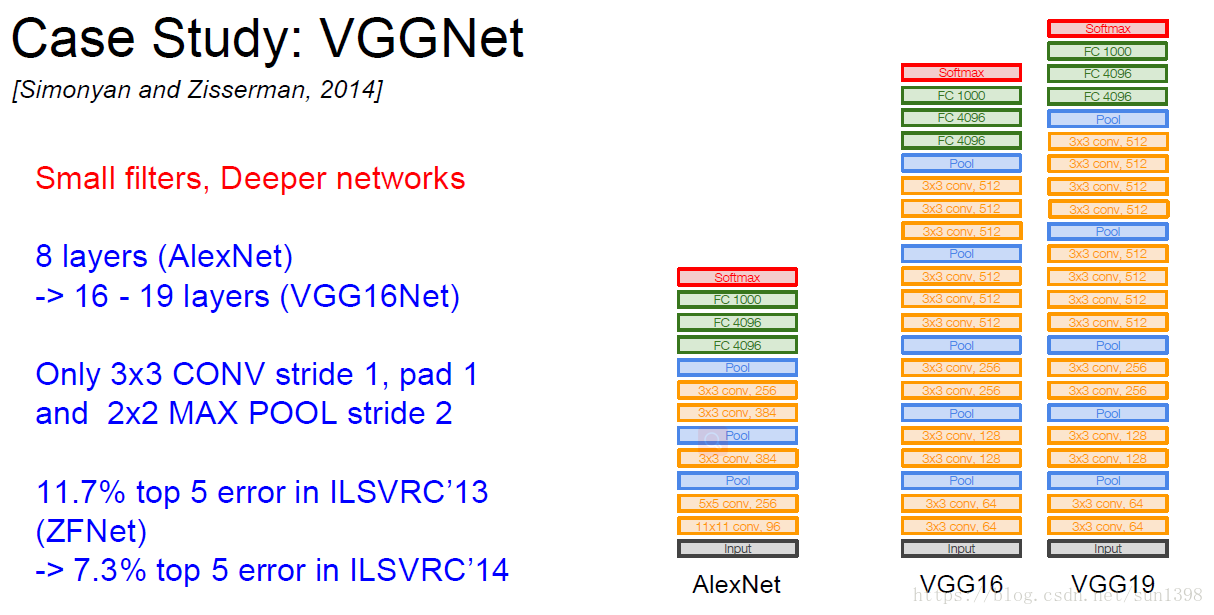 Case Study: VGGNet
[Simonyan and Zisserman, 2014]
Small filters, Deeper networks
8 layers (AlexNet)
-> 16 - 19 layers (VGG16Net)
Only 3x3 CONV stride 1, pad 1
and 2x2 MAX POOL stride 2
11.7% top 5 error in ILSVRC'13
(ZFNet)
-> 7.3% top 5 error in ILSVRC'14
Softmax
FC 1000
FC 4096
FC 4096
Pool
3x3 conv, 256
3x3 conv, 384
Pool
3x3 conv, 384
Pool
5x5 conv, 256
11x11 conv, 96
Input
AlexNet
Softmax
FC 1000
FC 4096
FC 4096
Pool
3x3 conv, 512
3x3 conv, 512
3x3 conv, 512
Pool
3x3 conv, 512
3x3 conv, 512
3x3 conv, 512
Pool
3x3 conv, 256
3x3 conv, 256
Pool
3x3 conv, 128
3x3 conv, 128
Pool
3x3 conv, 64
3x3 conv, 64
Input
VGG16
Softmax
FC 1000
FC 4096
FC 4096
Pool
3x3 conv, 512
3x3 conv, 512
3x3 conv, 512
3x3 conv, 512
Pool
3x3 conv, 512
3x3 conv, 512
3x3 conv, 512
3x3 conv, 512
Pool
3x3 conv, 256
3x3 conv, 256
Pool
3x3 conv, 128
3x3 conv, 128
Pool
3x3 conv, 64
3x3 conv, 64
Input
VGG19
https://blog.csdn.net/sun1398